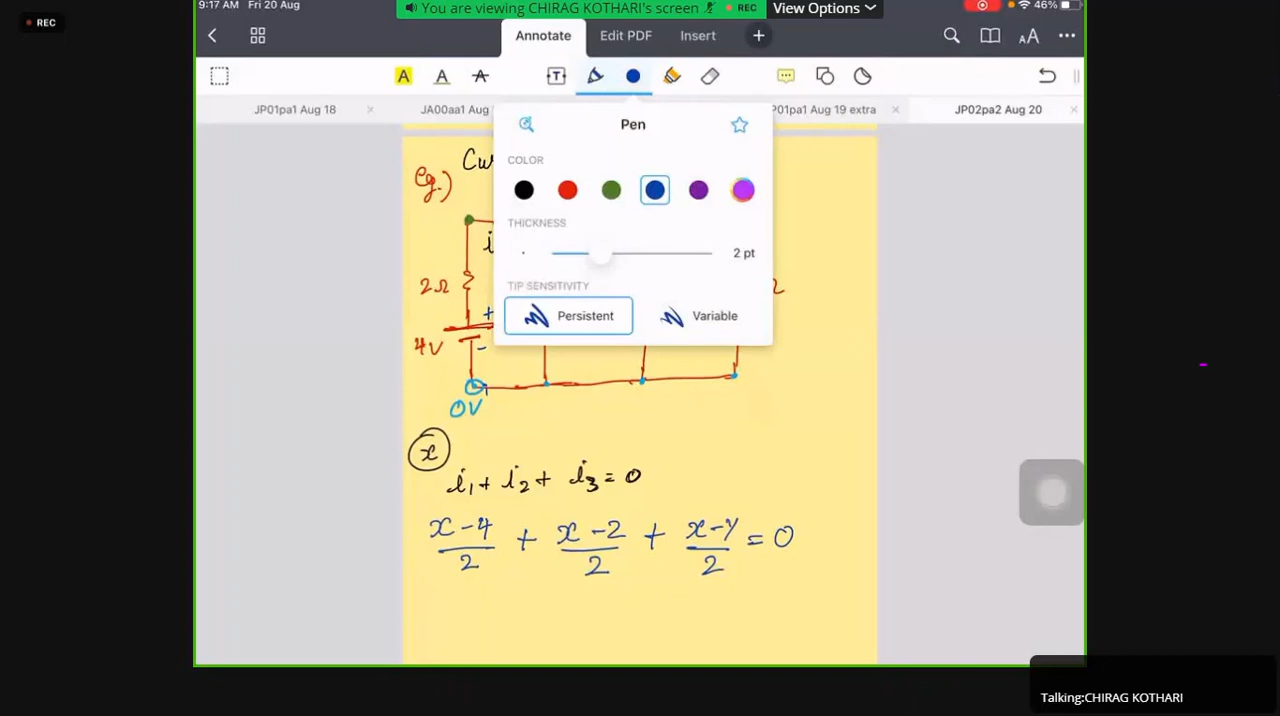 REC
9:17 AM Fri 20 Aug
You are viewing CHIRAG KOTHARI's screen
REC
View Options
46%
Annotate
Edit PDF
Insert
+
AA
•••
A A A T
JP01pa1 Aug 18 ×
JA00aa1 Aug
P01pa1 Aug 19 extra ×
JP02pa2 Aug 20 ×
Pen
COLOR
THICKNESS
2 pt
TIP SENSITIVITY
Persistent
Variable
eg.)
Cu
i
2Ω
+
4V
-
0V
x
i₁ + i₂ + i₃ = 0
x-4/2 + x-2/2 + x-y/2 = 0
Talking:CHIRAG KOTHARI